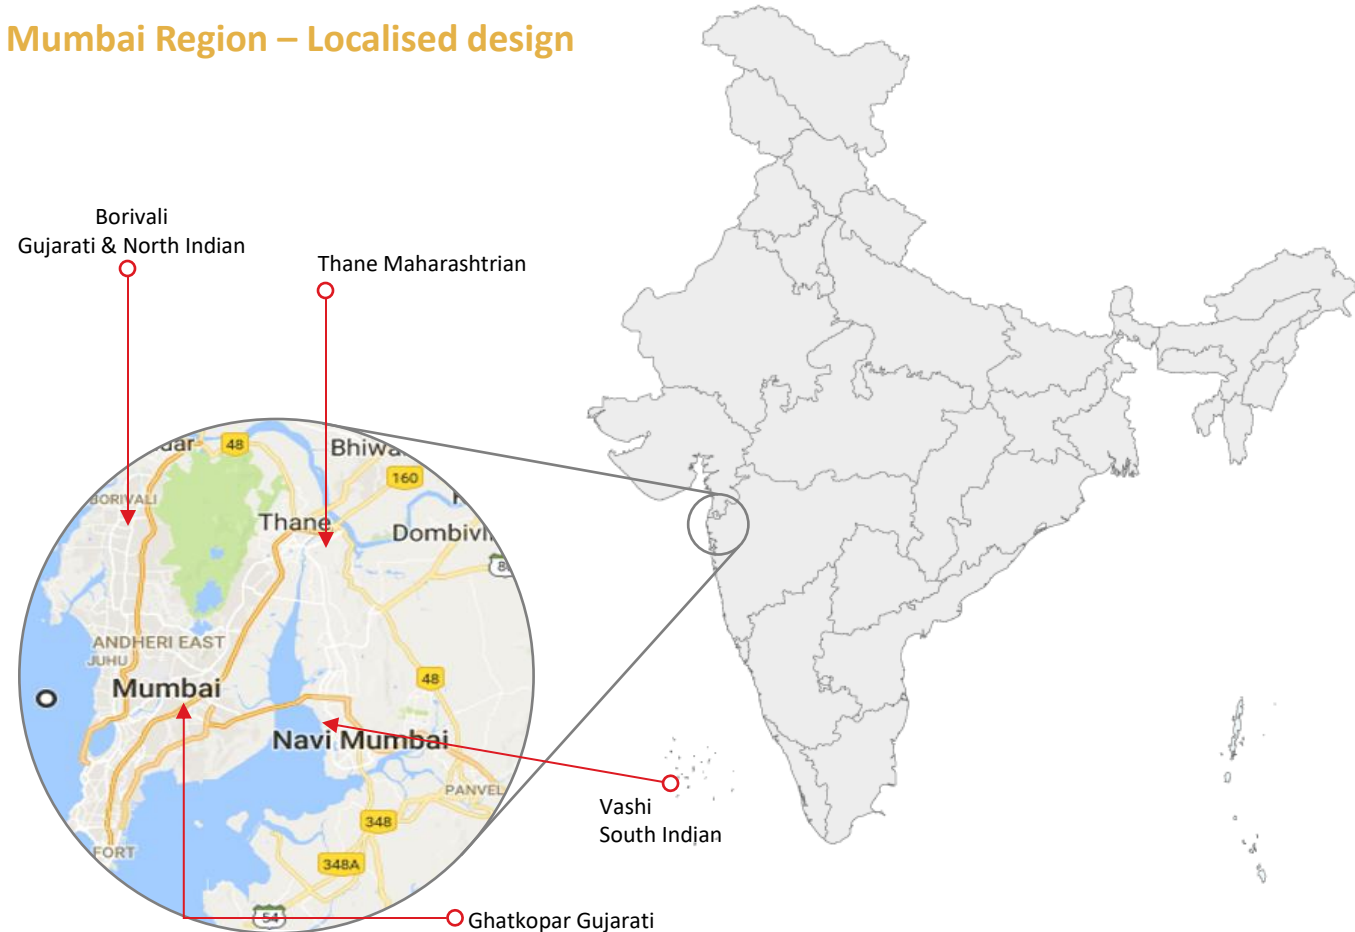 Mumbai Region – Localised design
Borivali
Gujarati & North Indian
Thane Maharashtrian
48
160
BORIVALI
Thane
ANDHERI EAST
JUHU
Mumbai
48
Navi Mumbai
PANVEL
348
FORT
348A
54
Vashi
South Indian
Ghatkopar Gujarati